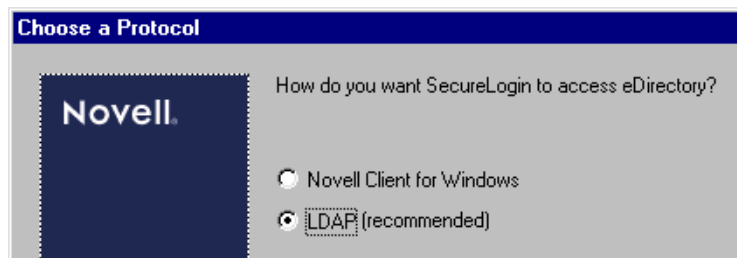 Choose a Protocol
Novell®
How do you want SecureLogin to access eDirectory?
Novell Client for Windows
LDAP (recommended)